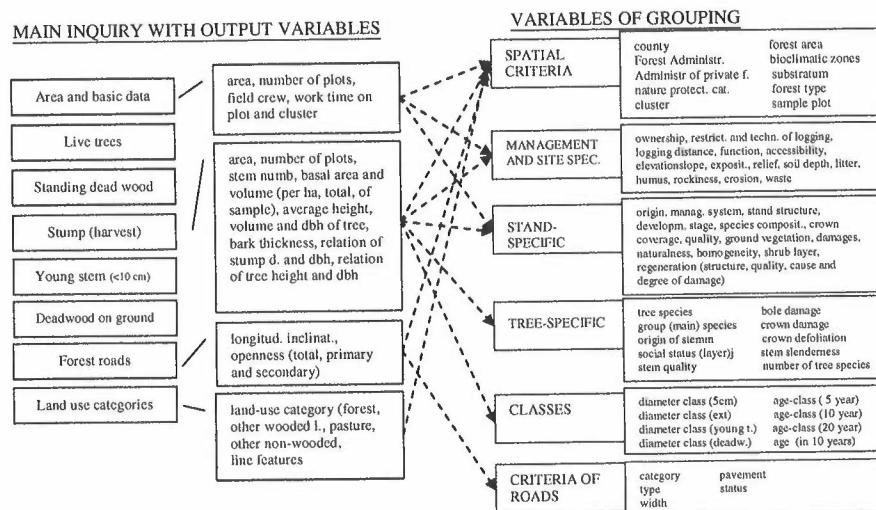 MAIN INQUIRY WITH OUTPUT VARIABLES
Area and basic data
Live trees
Standing dead wood
Stump (harvest)
Young stem (<10 cm)
Deadwood on ground
Forest roads
Land use categories
area, number of plots,
field crew, work time on
plot and cluster
area, number of plots,
stem numb, basal area and
volume (per ha, total, of
sample), average height,
volume and dbh of tree,
bark thickness, relation of
stump d. and dbh, relation
of tree height and dbh
longitud. inclinat.,
openness (total, primary
and secondary)
land-use category (forest,
other wooded l., pasture,
other non-wooded,
line features
VARIABLES OF GROUPING
SPATIAL
CRITERIA
county
Forest Administr.
Administr of private f.
nature protect. cat.
cluster
forest area
bioclimatic zones
substratum
forest type
sample plot
MANAGEMENT
AND SITE SPEC.
ownership, restrict. and techn. of logging,
logging distance, function, accessibility,
elevationslope, exposit., relief, soil depth, litter,
humus, rockiness, erosion, waste
STAND-
SPECIFIC
origin, manag. system, stand structure,
developm. stage, species composit., crown
coverage, quality, ground vegetation, damages,
naturalness, homogeneity, shrub layer,
regeneration (structure, quality, cause and
degree of damage)
TREE-SPECIFIC
tree species
group (main) species
origin of stemm
social status (layer)j
stem quality
bole damage
crown damage
crown defoliation
stem slenderness
number of tree species
CLASSES
diameter class (5cm)
diameter class (ext)
diameter class (young t.)
diameter class (deadw.)
age-class ( 5 year)
age-class (10 year)
age-class (20 year)
age (in 10 years)
CRITERIA OF
ROADS
category
type
width
pavement
status